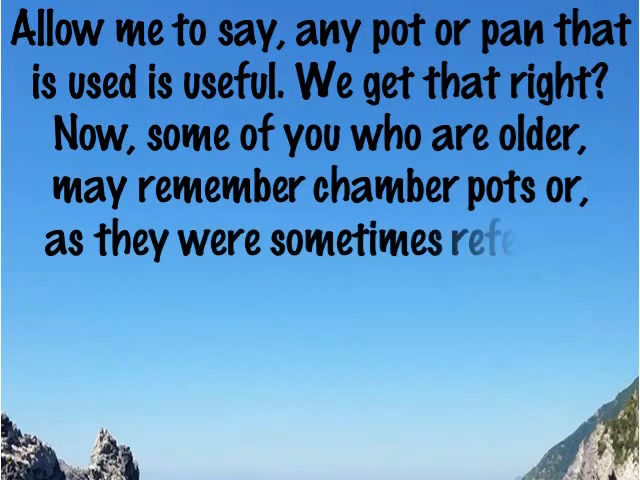 Allow me to say, any pot or pan that
is used is useful. We get that right?
Now, some of you who are older,
may remember chamber pots or,
as they were sometimes